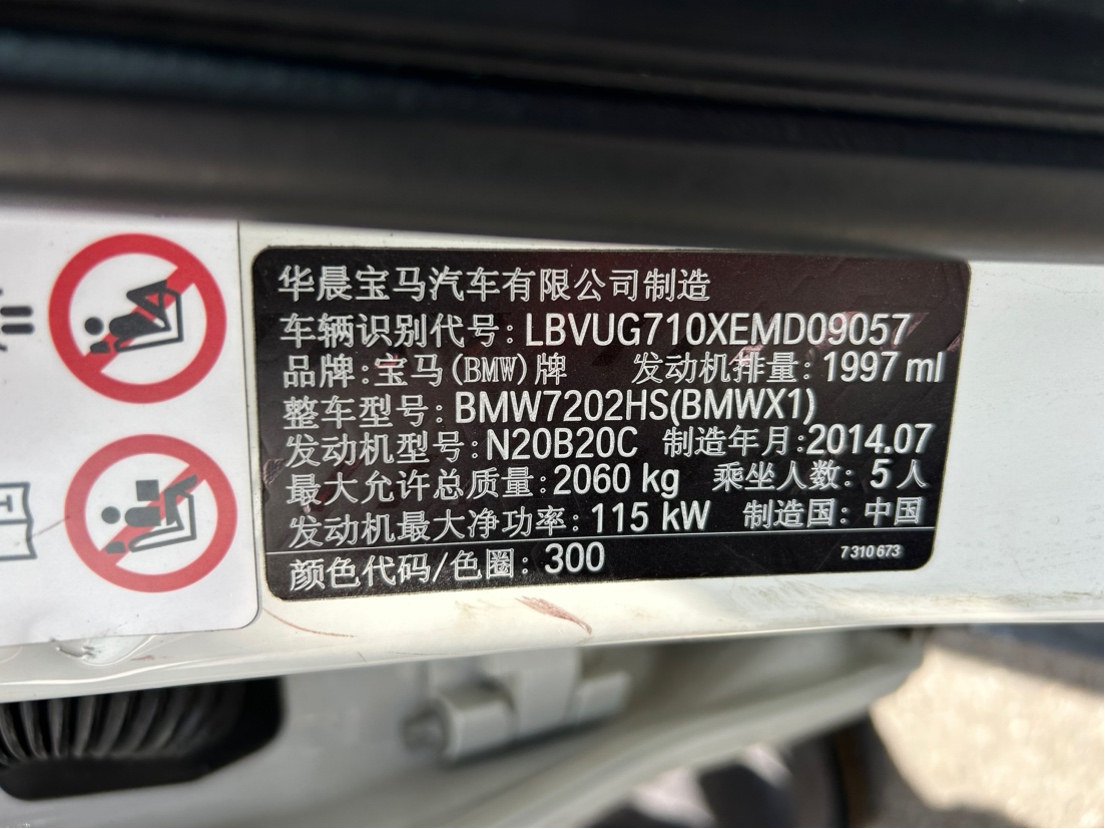 华晨宝马汽车有限公司制造
车辆识别代号: LBVUG710XEMD09057
品牌:宝马(BMW)牌 发动机排量: 1997 ml
整车型号: BMW7202HS(BMWX1)
发动机型号: N20B20C 制造年月:2014.07
最大允许总质量: 2060 kg 乘坐人数: 5人
发动机最大净功率: 115 kW 制造国: 中国
颜色代码/色圈: 300 7 310 673